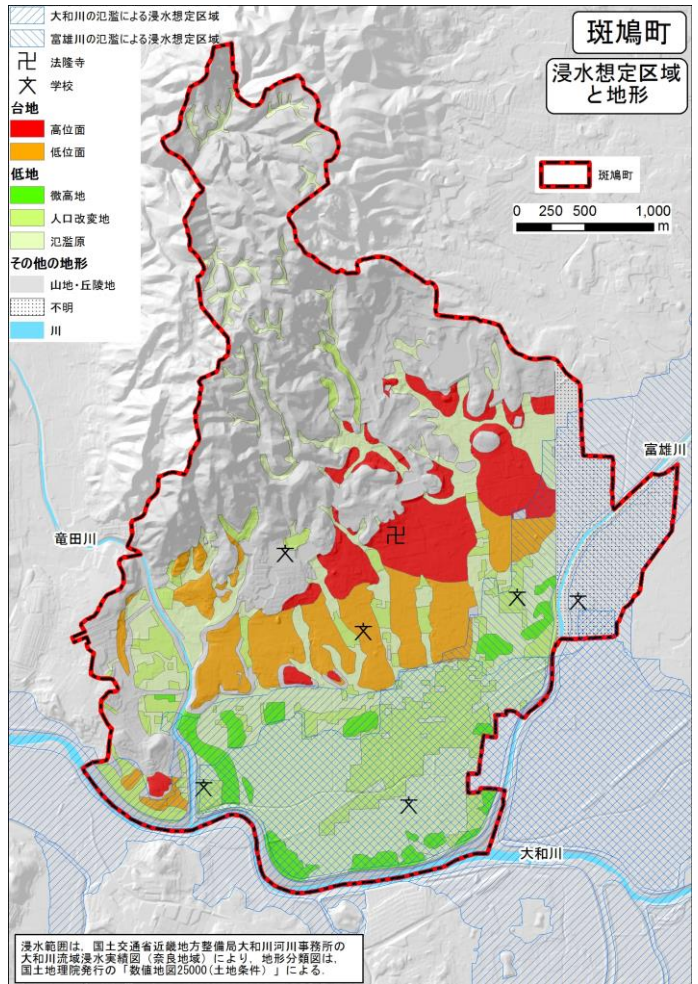 大和川の氾濫による浸水想定区域
富雄川の氾濫による浸水想定区域
法隆寺
学校
台地
高位面
低位面
低地
微高地
人口改変地
氾濫原
その他の地形
山地・丘陵地
不明
川
斑鳩町
浸水想定区域
と地形
斑鳩町
0 250 500 1,000
m
富雄川
竜田川
大和川
浸水範囲は，国土交通省近畿地方整備局大和川河川事務所の
大和川流域浸水実績図（奈良地域）により，地形分類図は，
国土地理院発行の「数値地図25000(土地条件）」による．